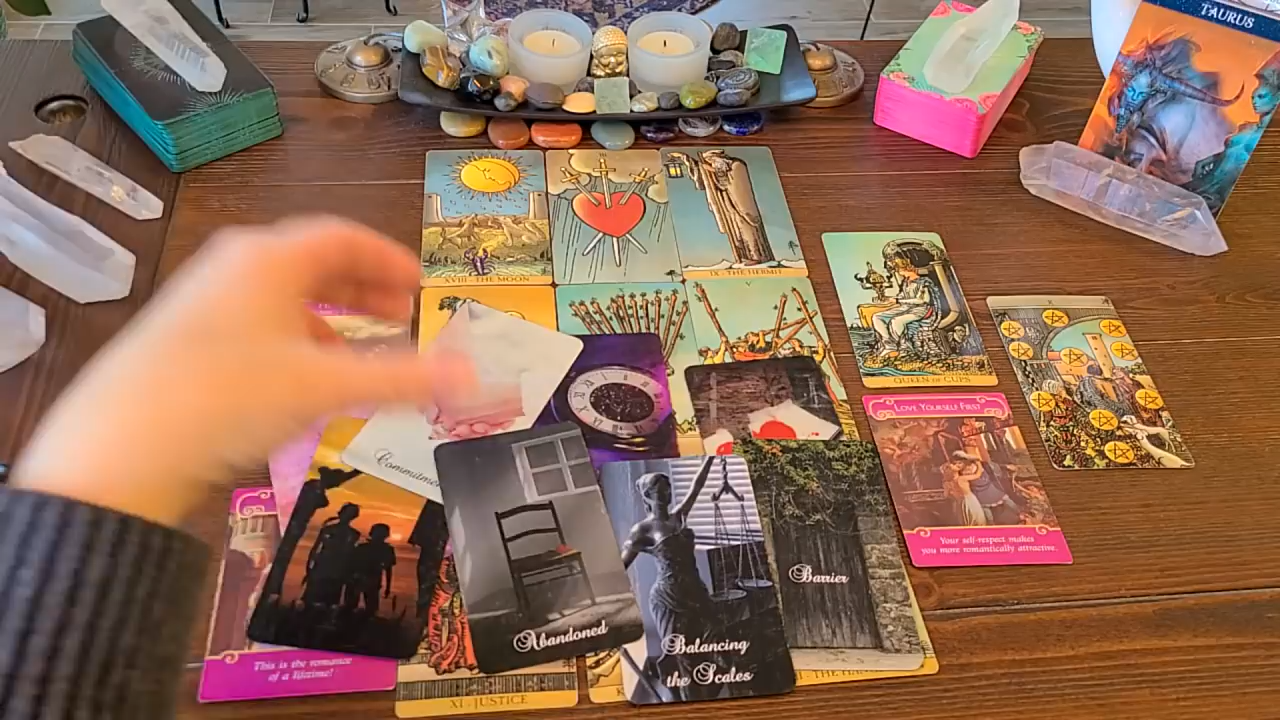 TAURUS
XVIII · THE MOON
IX · THE HERMIT
V
X
QUEEN OF CUPS
LOVE YOURSELF FIRST
Your self-respect makes
you more romantically attractive.
Barrier
Abandoned
Balancing
the Scales
This is the romance
of a lifetime!
XI · JUSTICE